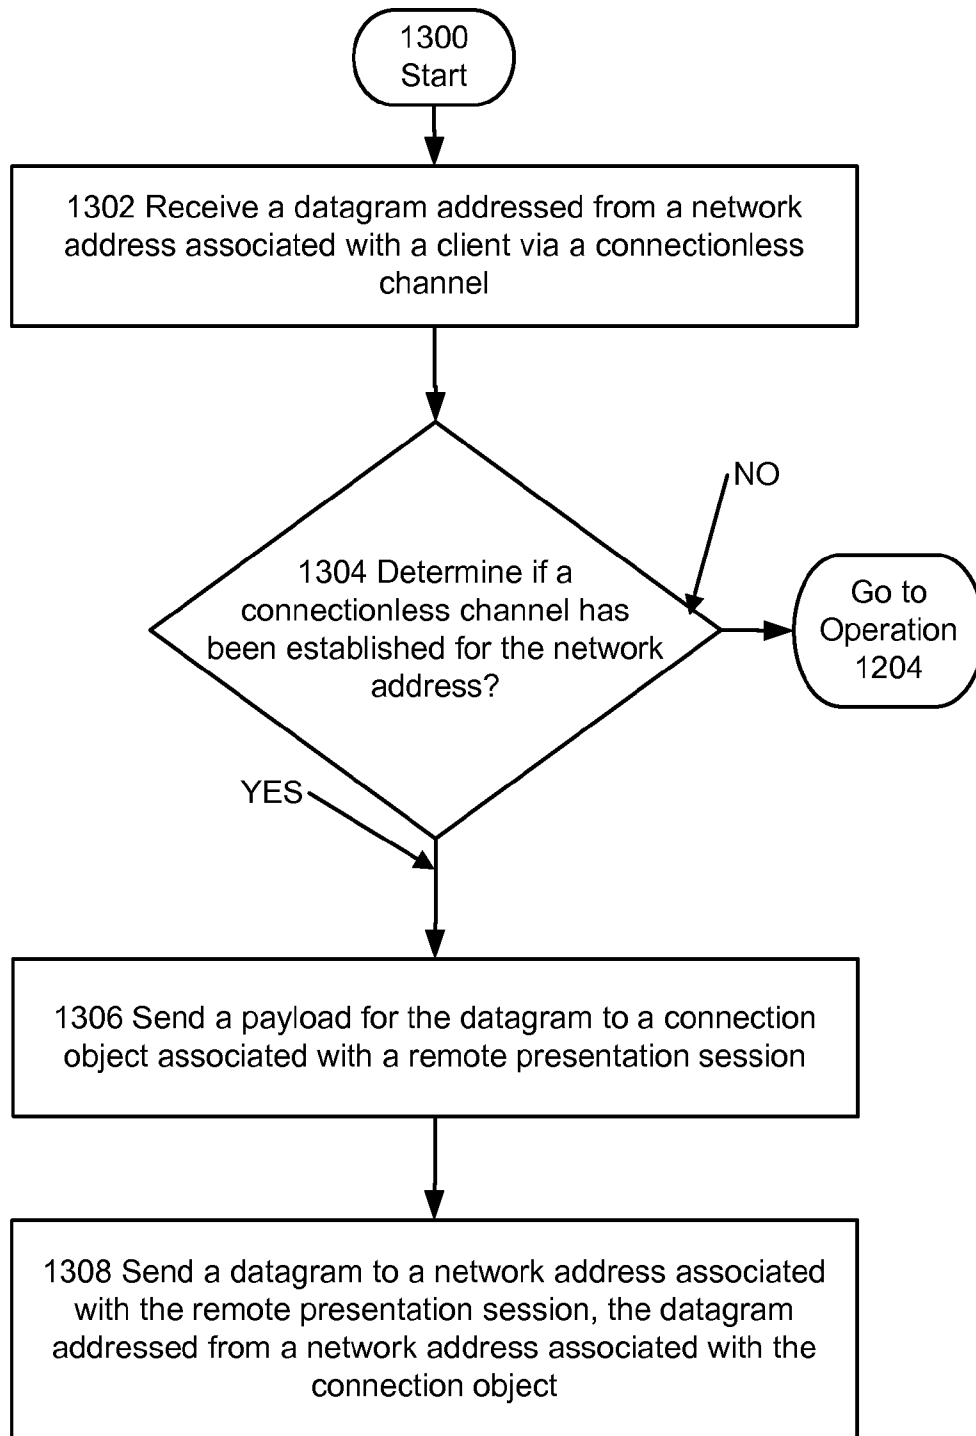 1300
Start
1302 Receive a datagram addressed from a network
address associated with a client via a connectionless
channel
NO
1304 Determine if a
connectionless channel has
been established for the network
address?
Go to
Operation
1204
YES
1306 Send a payload for the datagram to a connection
object associated with a remote presentation session
1308 Send a datagram to a network address associated
with the remote presentation session, the datagram
addressed from a network address associated with the
connection object